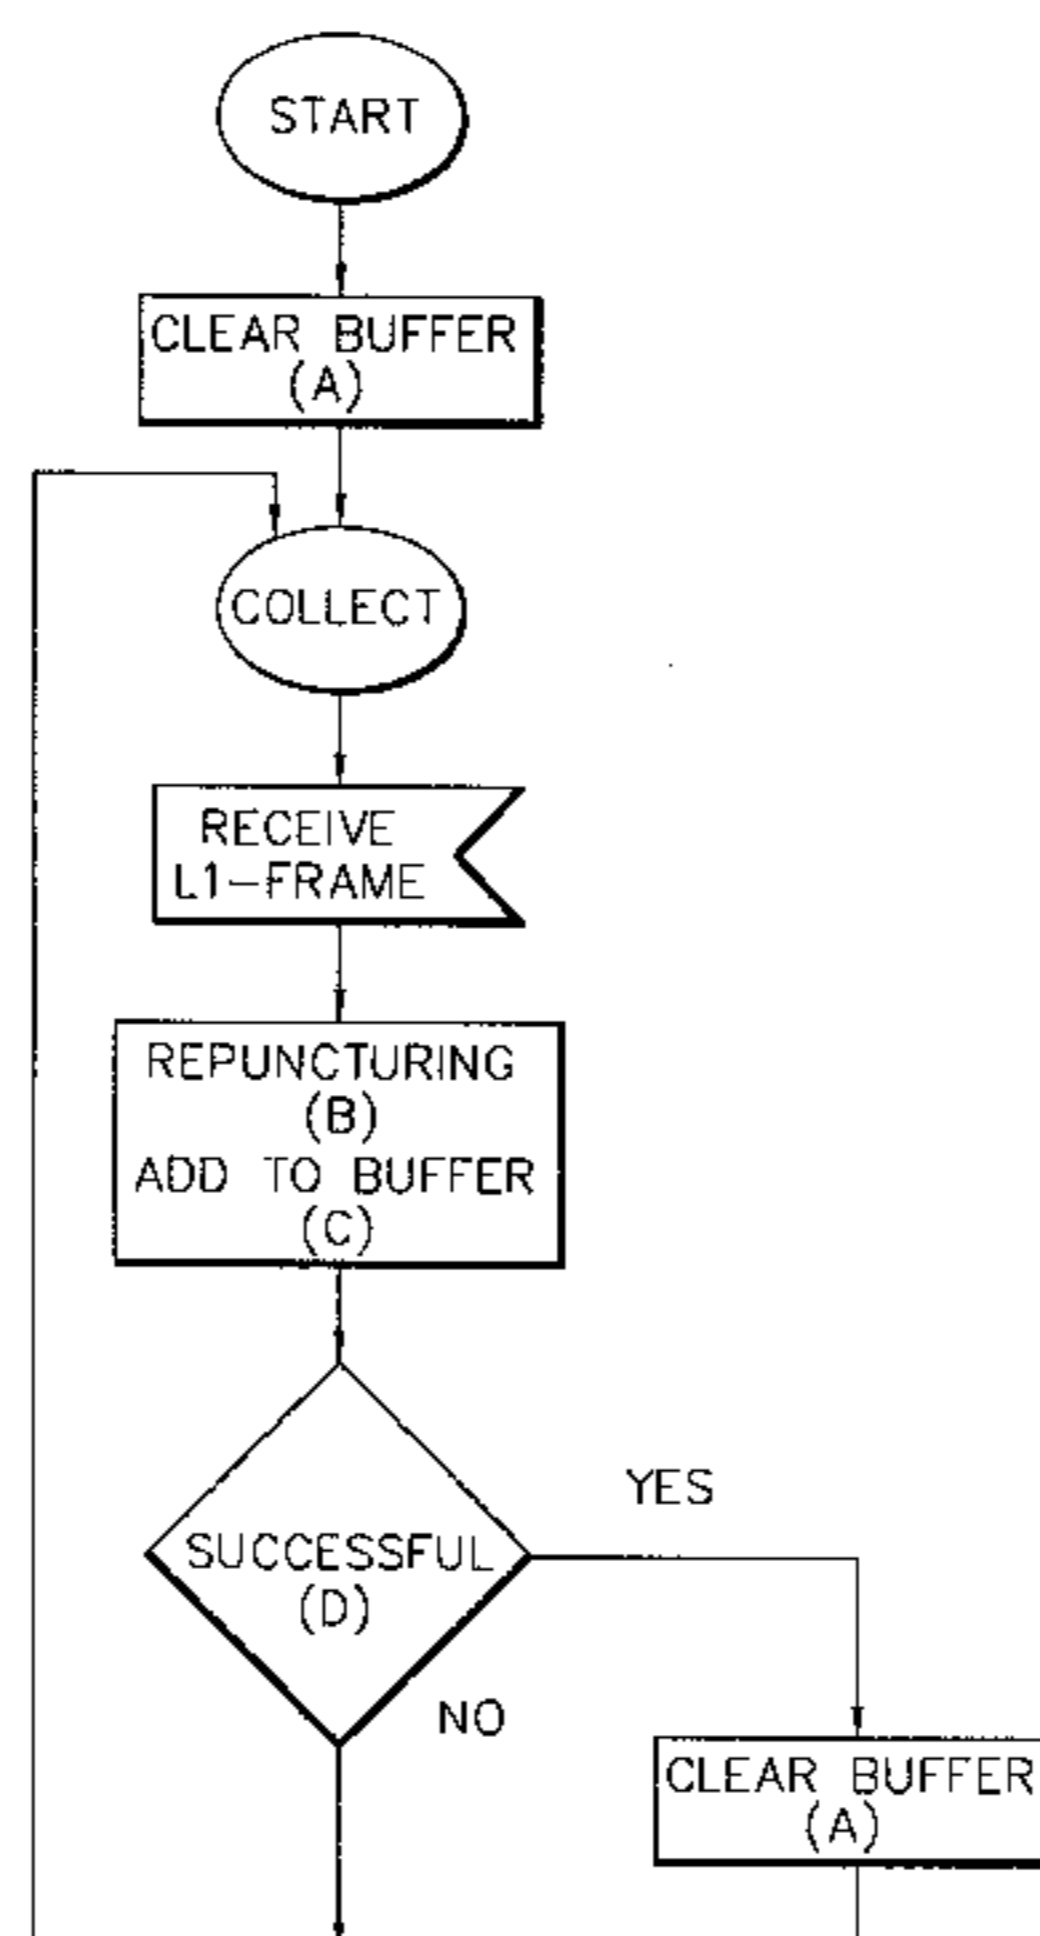 START
CLEAR BUFFER
(A)
COLLECT
RECEIVE
L1-FRAME
REPUNCTURING
(B)
ADD TO BUFFER
(C)
YES
SUCCESSFUL
(D)
NO
CLEAR BUFFER
(A)